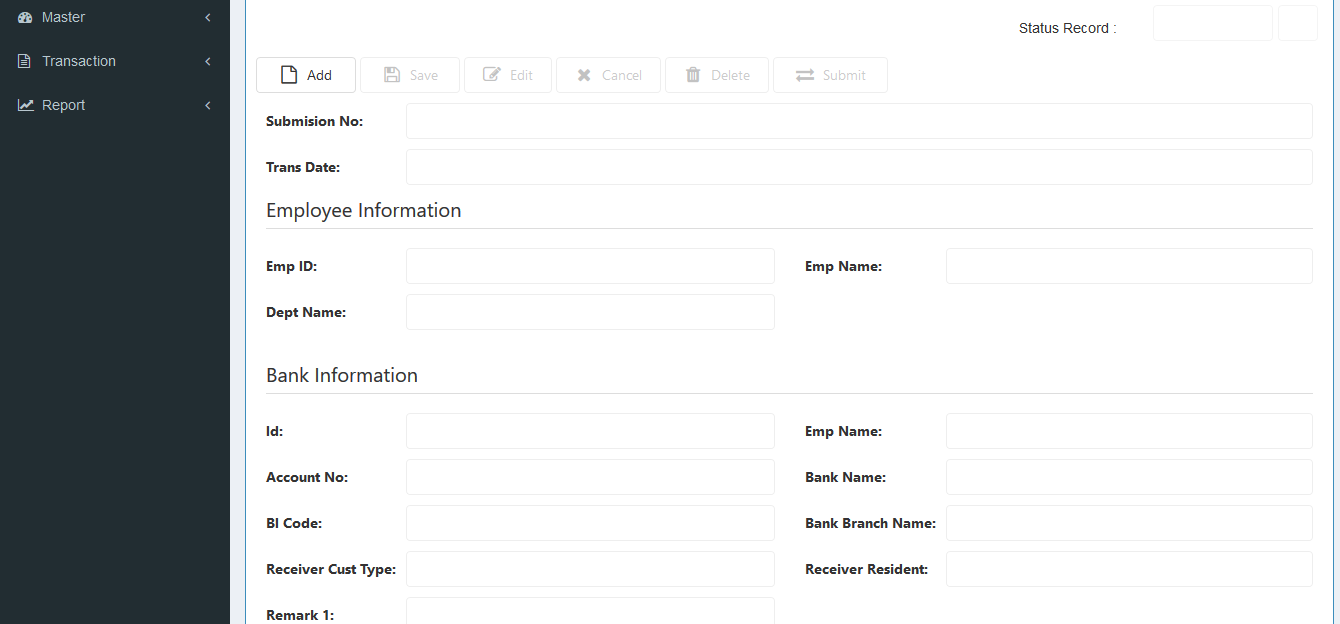 Master
Transaction
Report
Status Record :
Add Save Edit Cancel Delete Submit
Submision No:
Trans Date:
Employee Information
Emp ID: Emp Name:
Dept Name:
Bank Information
Id: Emp Name:
Account No: Bank Name:
BI Code: Bank Branch Name:
Receiver Cust Type: Receiver Resident:
Remark 1: